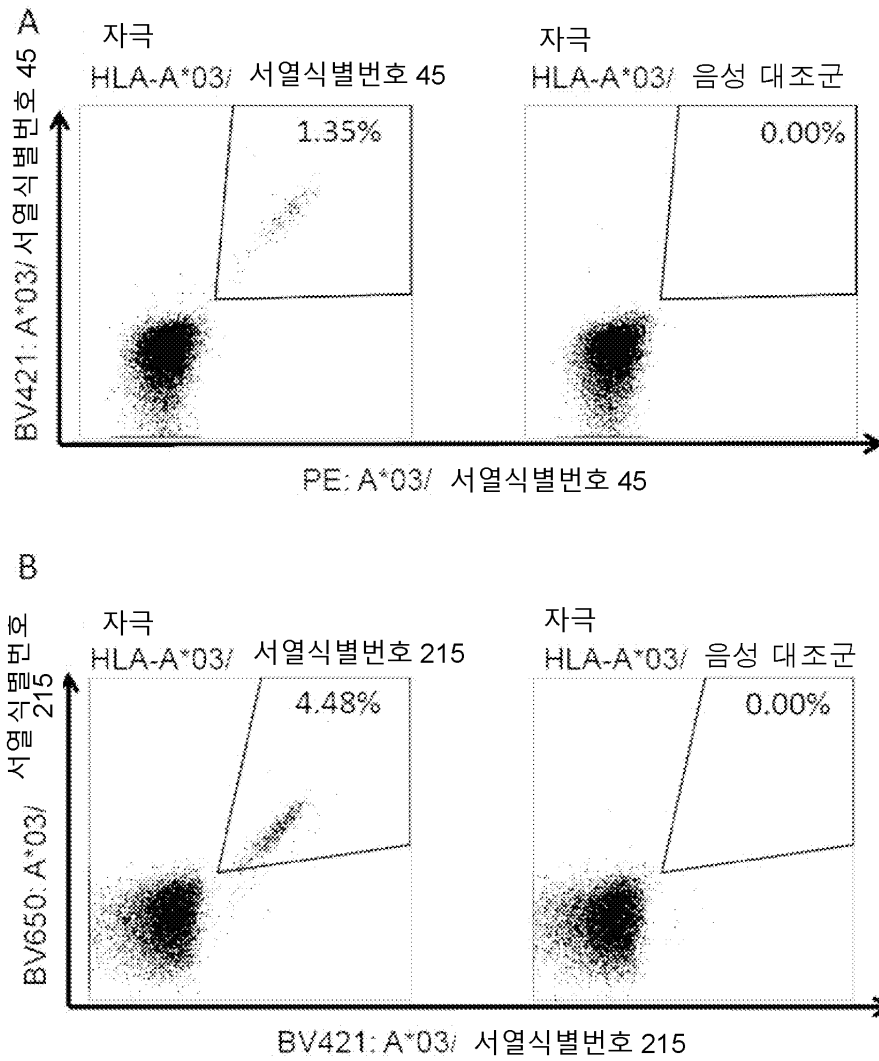 A
자극
HLA-A*03/ 서열식별번호 45
자극
HLA-A*03/ 음성 대조군
1.35%
0.00%
BV421: A*03/ 서열식별번호 45
PE: A*03/ 서열식별번호 45
B
자극
HLA-A*03/ 서열식별번호 215
자극
HLA-A*03/ 음성 대조군
4.48%
0.00%
BV650: A*03/ 서열식별번호
215
BV421: A*03/ 서열식별번호 215